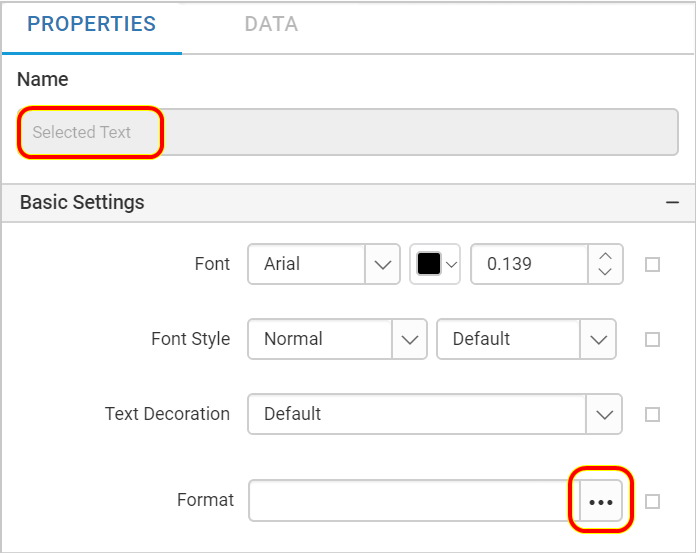 PROPERTIES DATA
Name
Selected Text
Basic Settings
Font Arial 0.139
Font Style Normal Default
Text Decoration Default
Format